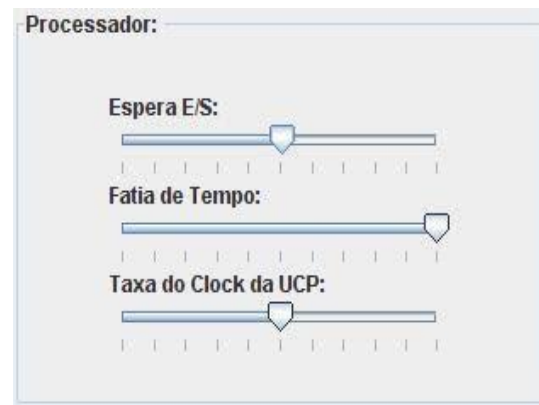 Processador:
Espera E/S:
Fatia de Tempo:
Taxa do Clock da UCP: